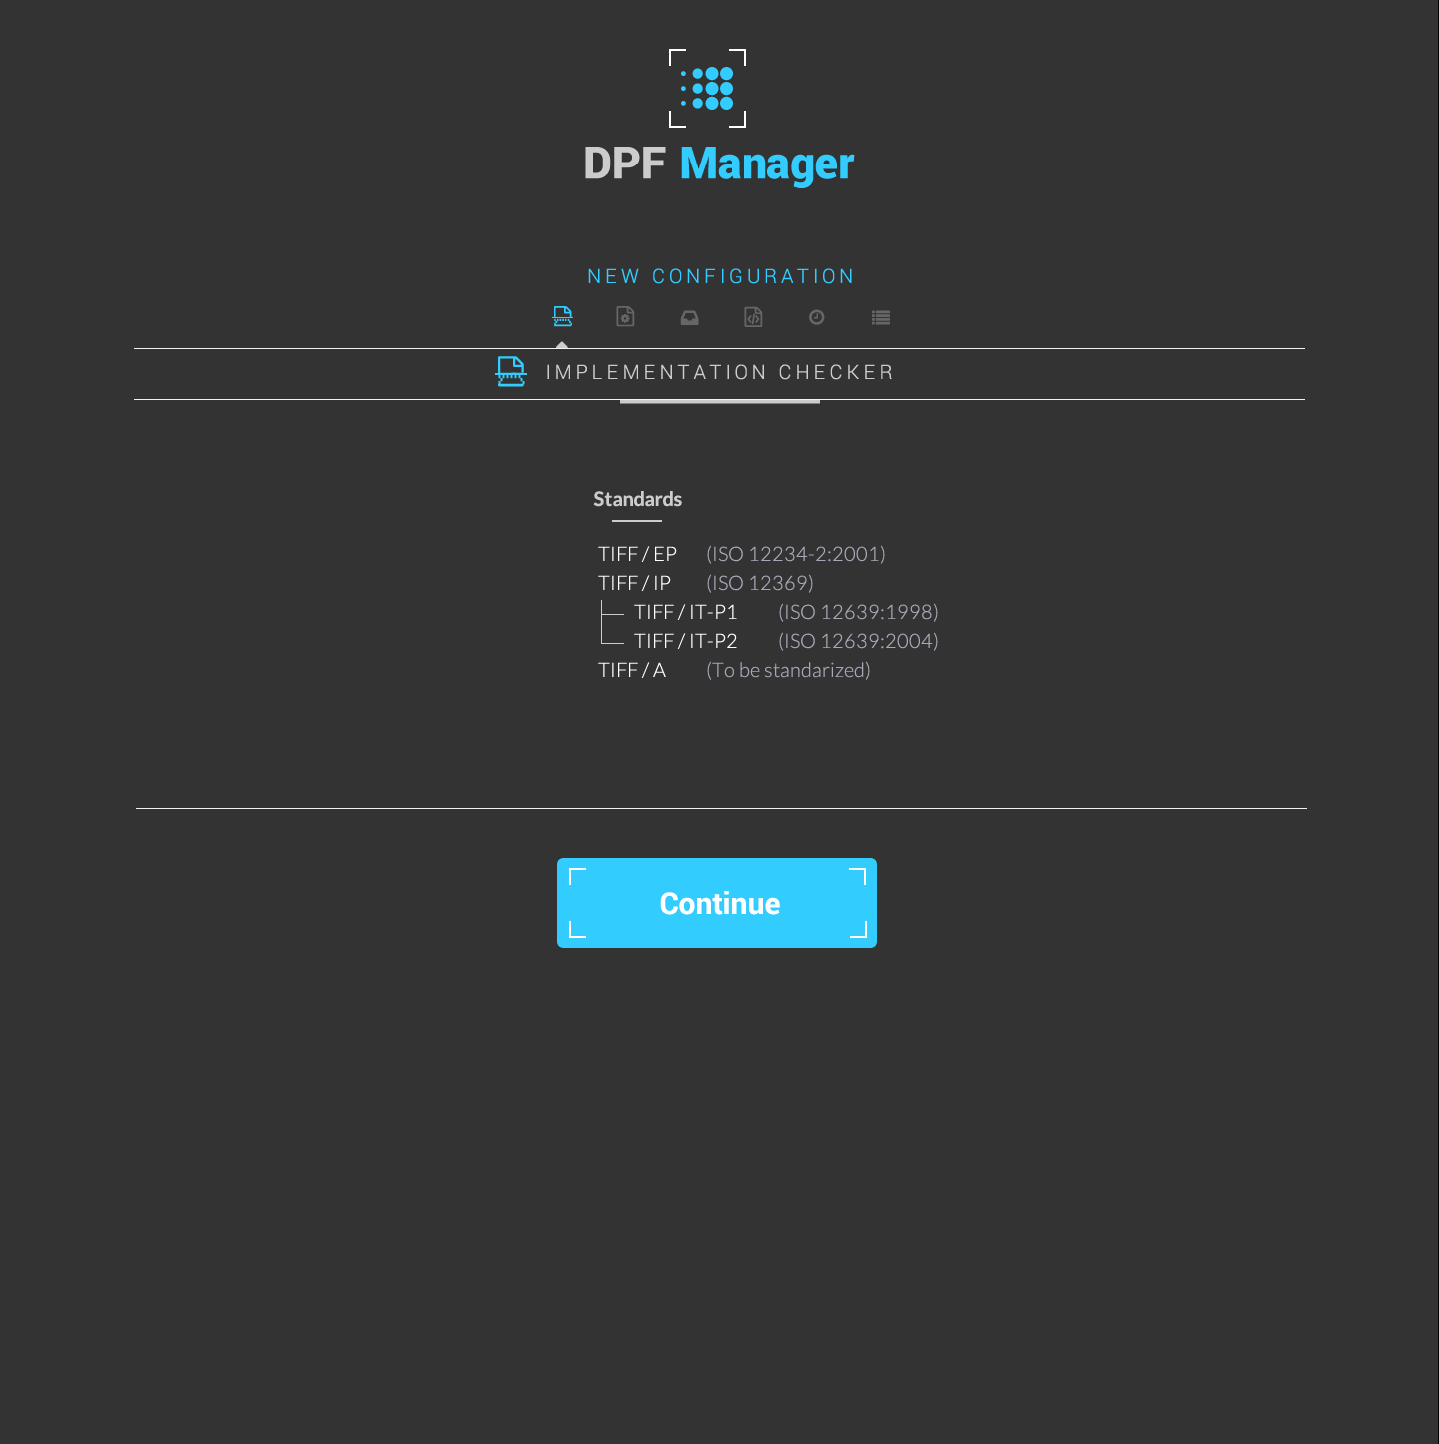 DPF Manager
NEW CONFIGURATION
IMPLEMENTATION CHECKER
Standards
TIFF / EP (ISO 12234-2:2001)
TIFF / IP (ISO 12369)
TIFF / IT-P1 (ISO 12639:1998)
TIFF / IT-P2 (ISO 12639:2004)
TIFF / A (To be standarized)
Continue